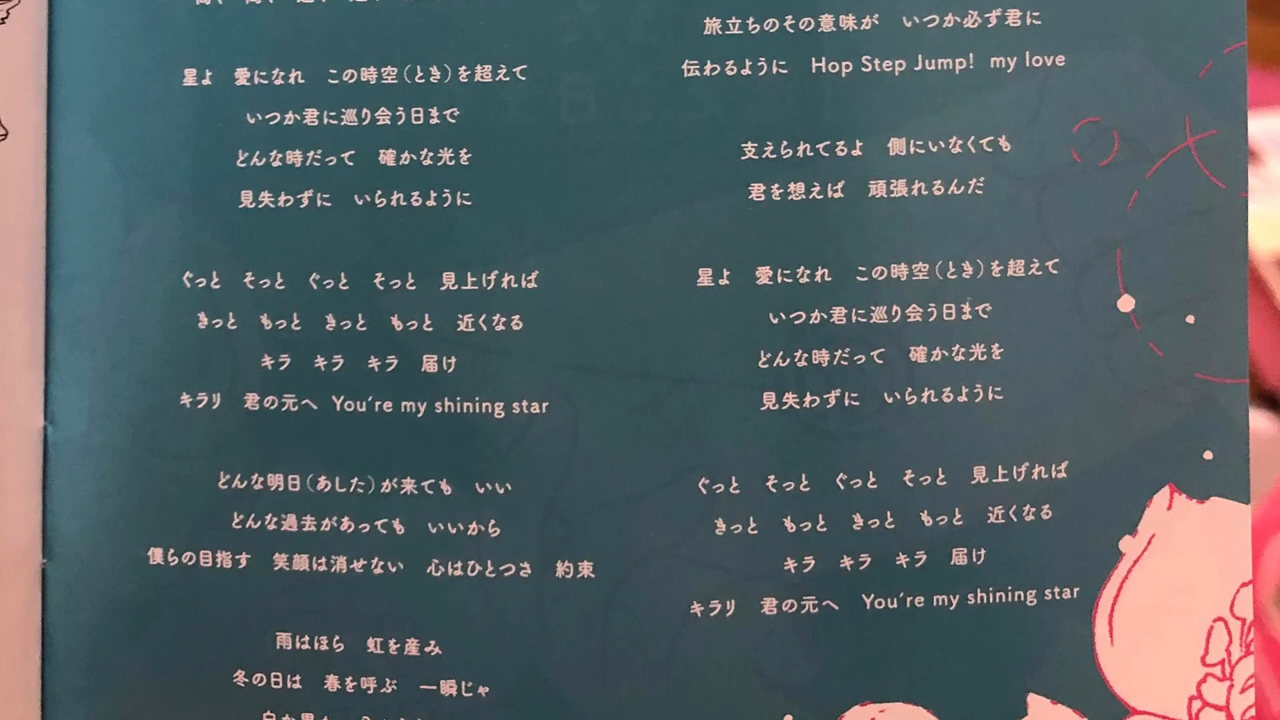 星よ　愛になれ　この時空（とき）を超えて
いつか君に巡り会う日まで
どんな時だって　確かな光を
見失わずに　いられるように
ぐっと　そっと　ぐっと　そっと　見上げれば
きっと　もっと　きっと　もっと　近くなる
キラ　キラ　キラ　届け
キラリ　君の元へ　You're my shining star
どんな明日（あした）が来ても　いい
どんな過去があっても　いいから
僕らの目指す　笑顔は消せない　心はひとつさ　約束
雨はほら　虹を産み
冬の日は　春を呼ぶ　一瞬じゃ
旅立ちのその意味が　いつか必ず君に
伝わるように　Hop Step Jump!　my love
支えられてるよ　側にいなくても
君を想えば　頑張れるんだ
星よ　愛になれ　この時空（とき）を超えて
いつか君に巡り会う日まで
どんな時だって　確かな光を
見失わずに　いられるように
ぐっと　そっと　ぐっと　そっと　見上げれば
きっと　もっと　きっと　もっと　近くなる
キラ　キラ　キラ　届け
キラリ　君の元へ　You're my shining star